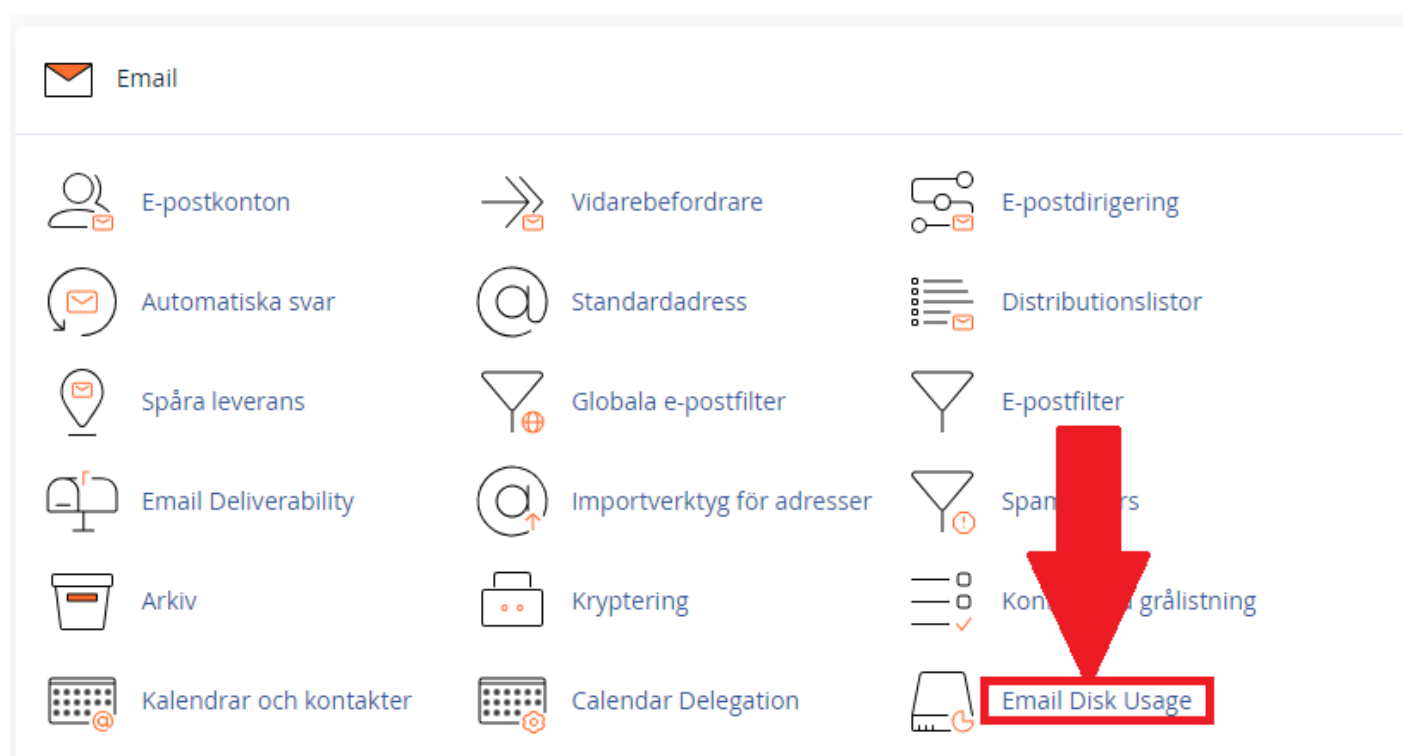 Email
E-postkonton
Vidarebefordrare
E-postdirigering
Automatiska svar
Standardadress
Distributionslistor
Spåra leverans
Globala e-postfilter
E-postfilter
Email Deliverability
Importverktyg för adresser
Arkiv
Kryptering
grålistning
Kalendrar och kontakter
Calendar Delegation
Email Disk Usage